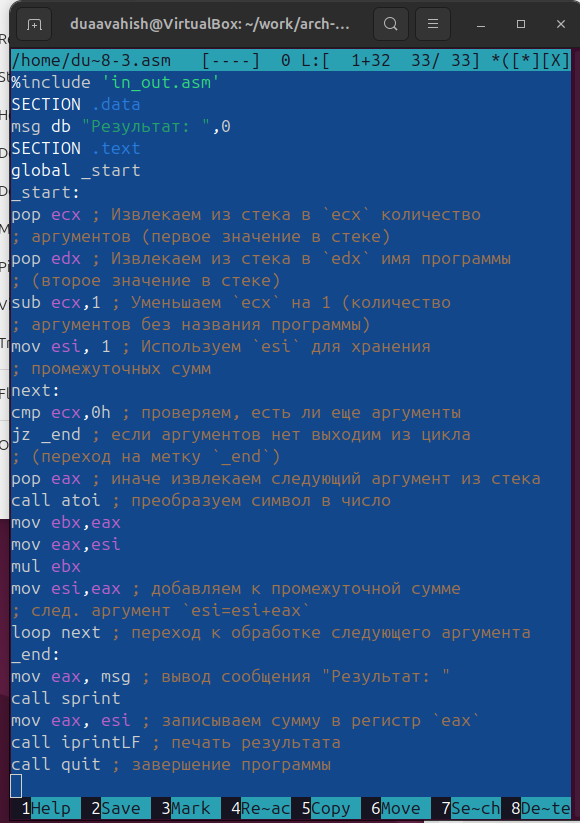 duaavahish@VirtualBox: ~/work/arch-...
/home/du~8-3.asm   [----]  0 L:[  1+32  33/ 33] *([*][X]
%include 'in_out.asm'
SECTION .data
msg db "Результат: ",0
SECTION .text
global _start
_start:
pop ecx ; Извлекаем из стека в `ecx` количество
; аргументов (первое значение в стеке)
pop edx ; Извлекаем из стека в `edx` имя программы
; (второе значение в стеке)
sub ecx,1 ; Уменьшаем `ecx` на 1 (количество
; аргументов без названия программы)
mov esi, 1 ; Используем `esi` для хранения
; промежуточных сумм
next:
cmp ecx,0h ; проверяем, есть ли еще аргументы
jz _end ; если аргументов нет выходим из цикла
; (переход на метку `_end`)
pop eax ; иначе извлекаем следующий аргумент из стека
call atoi ; преобразуем символ в число
mov ebx,eax
mov eax,esi
mul ebx
mov esi,eax ; добавляем к промежуточной сумме
; след. аргумент `esi=esi+eax`
loop next ; переход к обработке следующего аргумента
_end:
mov eax, msg ; вывод сообщения "Результат: "
call sprint
mov eax, esi ; записываем сумму в регистр `eax`
call iprintLF ; печать результата
call quit ; завершение программы
1Help  2Save  3Mark  4Re~ac  5Copy  6Move  7Se~ch  8De~te